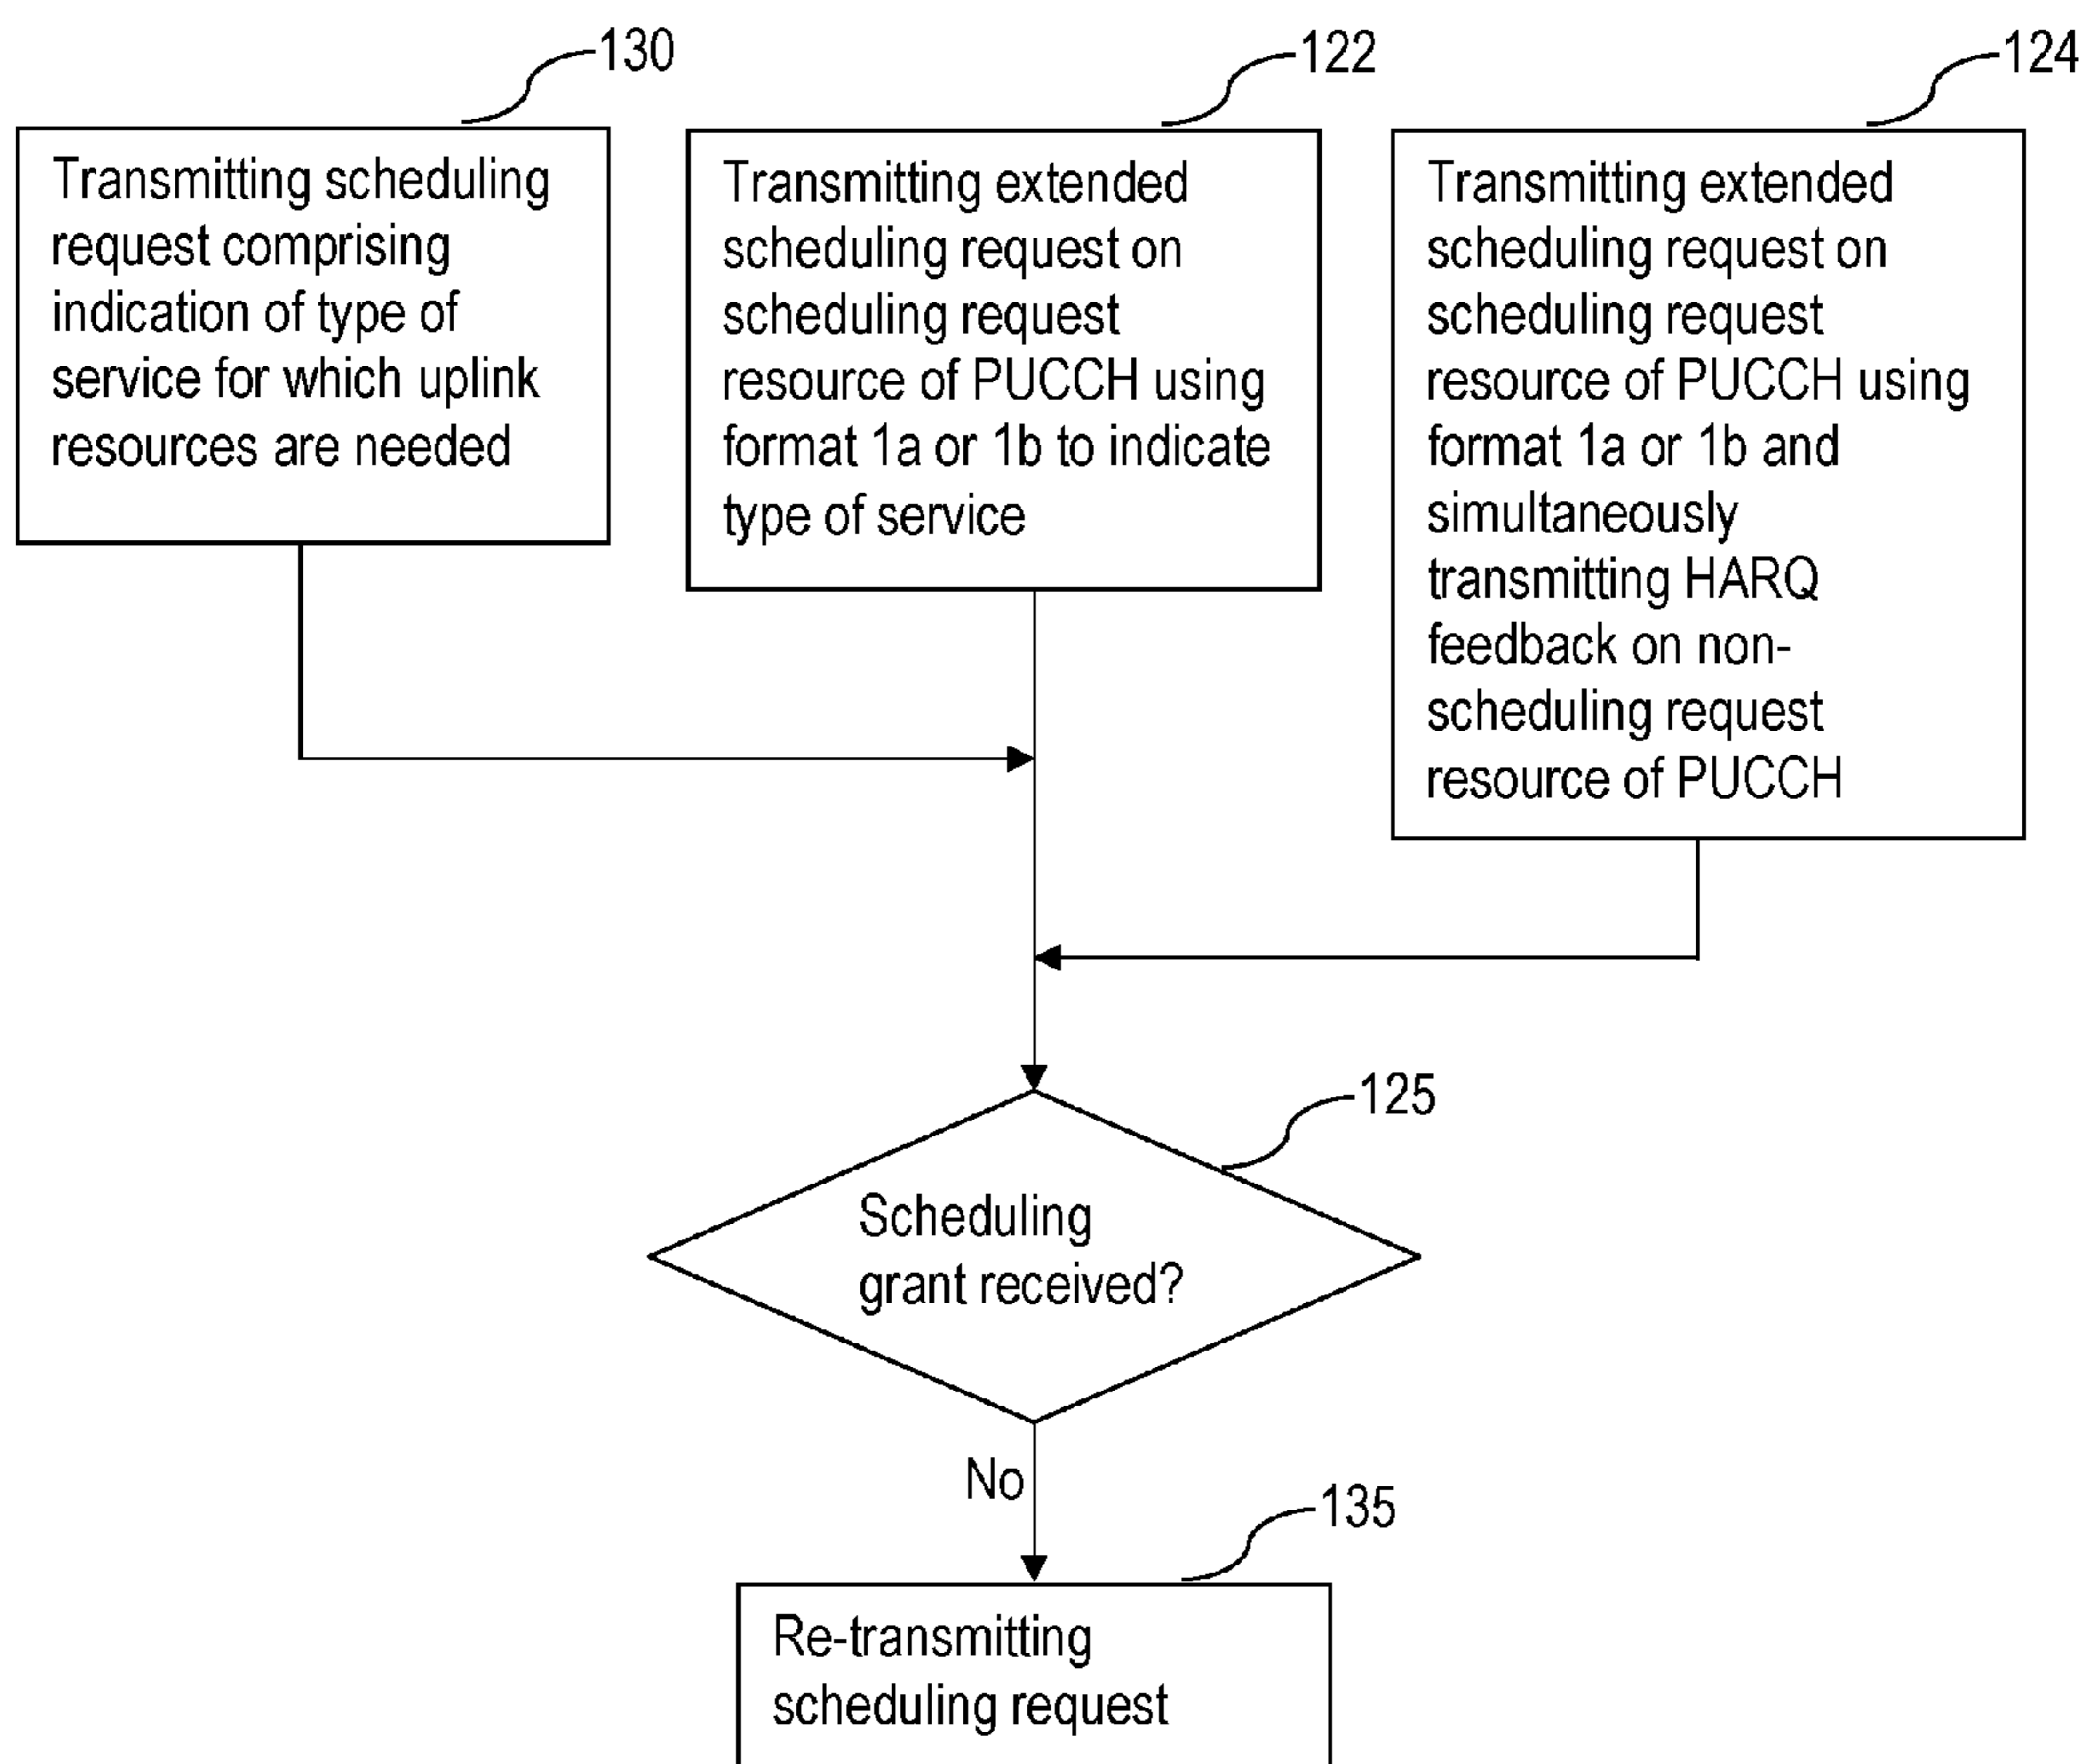 130
Transmitting scheduling
request comprising
indication of type of
service for which uplink
resources are needed
122
Transmitting extended
scheduling request on
scheduling request
resource of PUCCH using
format 1a or 1b to indicate
type of service
124
Transmitting extended
scheduling request on
scheduling request
resource of PUCCH using
format 1a or 1b and
simultaneously
transmitting HARQ
feedback on non-
scheduling request
resource of PUCCH
125
Scheduling
grant received?
No
135
Re-transmitting
scheduling request